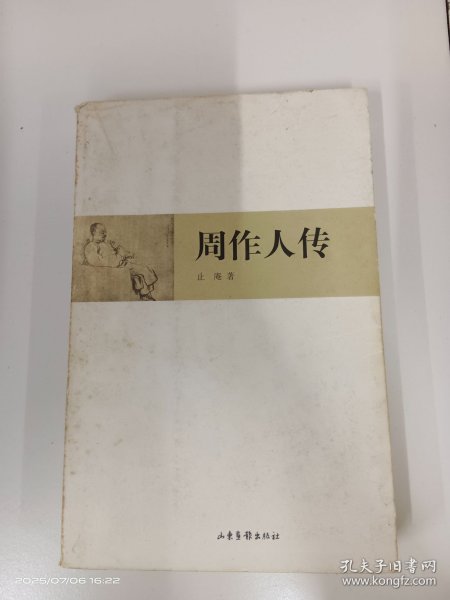 周作人传
止庵 著
山东画报出版社
2025/07/06 16:22
孔夫子旧书网
www.kongfz.com